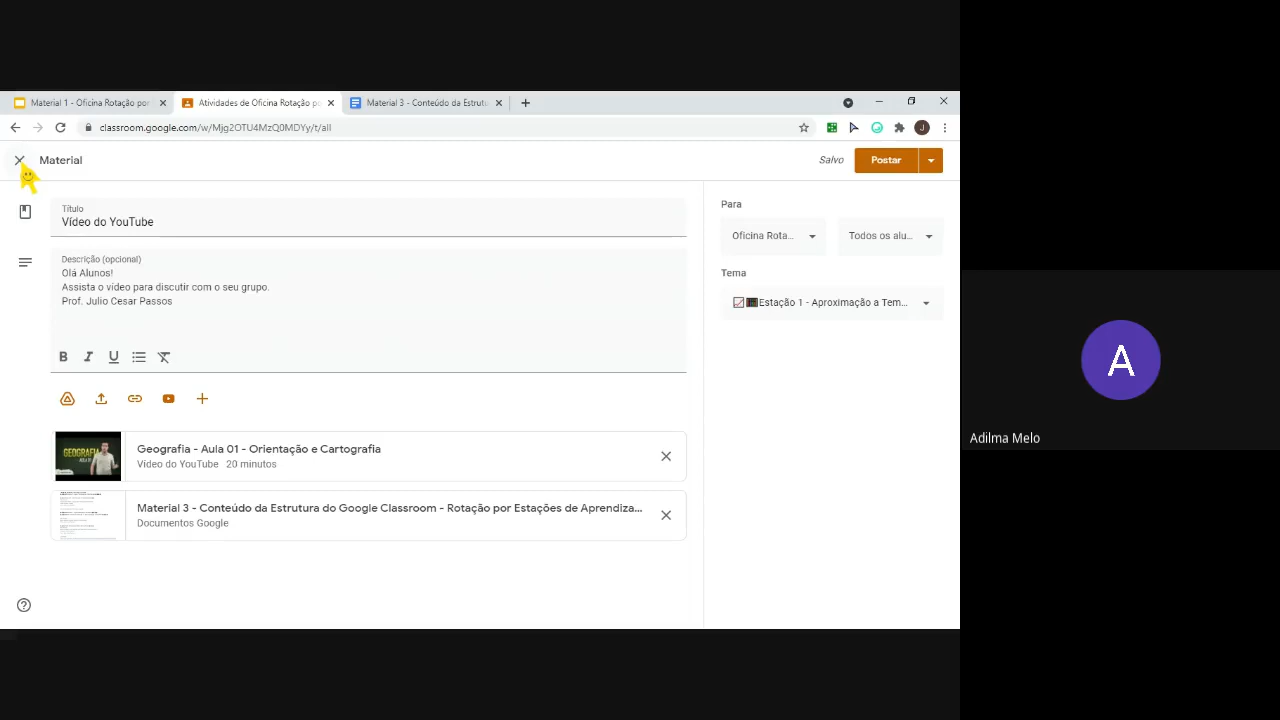 Material 1 - Oficina Rotação por
Atividades de Oficina Rotação po
Material 3 - Conteúdo da Estrutu
classroom.google.com/w/Mjg2OTU4MzQ0MDYy/t/all
J
Material
Salvo
Postar
Título
Vídeo do YouTube
Descrição (opcional)
Olá Alunos!
Assista o vídeo para discutir com o seu grupo.
Prof. Julio Cesar Passos
B I U
Geografia - Aula 01 - Orientação e Cartografia
Vídeo do YouTube 20 minutos
Material 3 - Conteúdo da Estrutura do Google Classroom - Rotação por Estações de Aprendiza...
Documentos Google
Para
Oficina Rota...
Todos os alu...
Tema
Estação 1 - Aproximação a Tem...
GEOGRAFIA
A
Adilma Melo